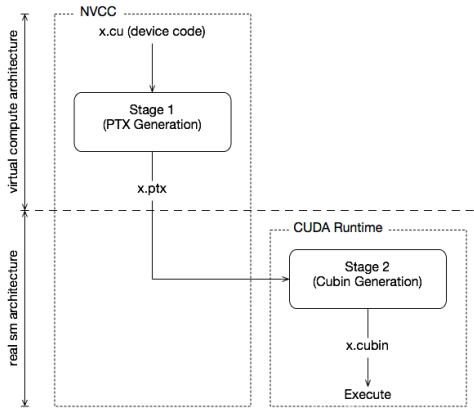 NVCC
x.cu (device code)
virtual compute architecture
Stage 1
(PTX Generation)
x.ptx
real sm architecture
CUDA Runtime
Stage 2
(Cubin Generation)
x.cubin
Execute